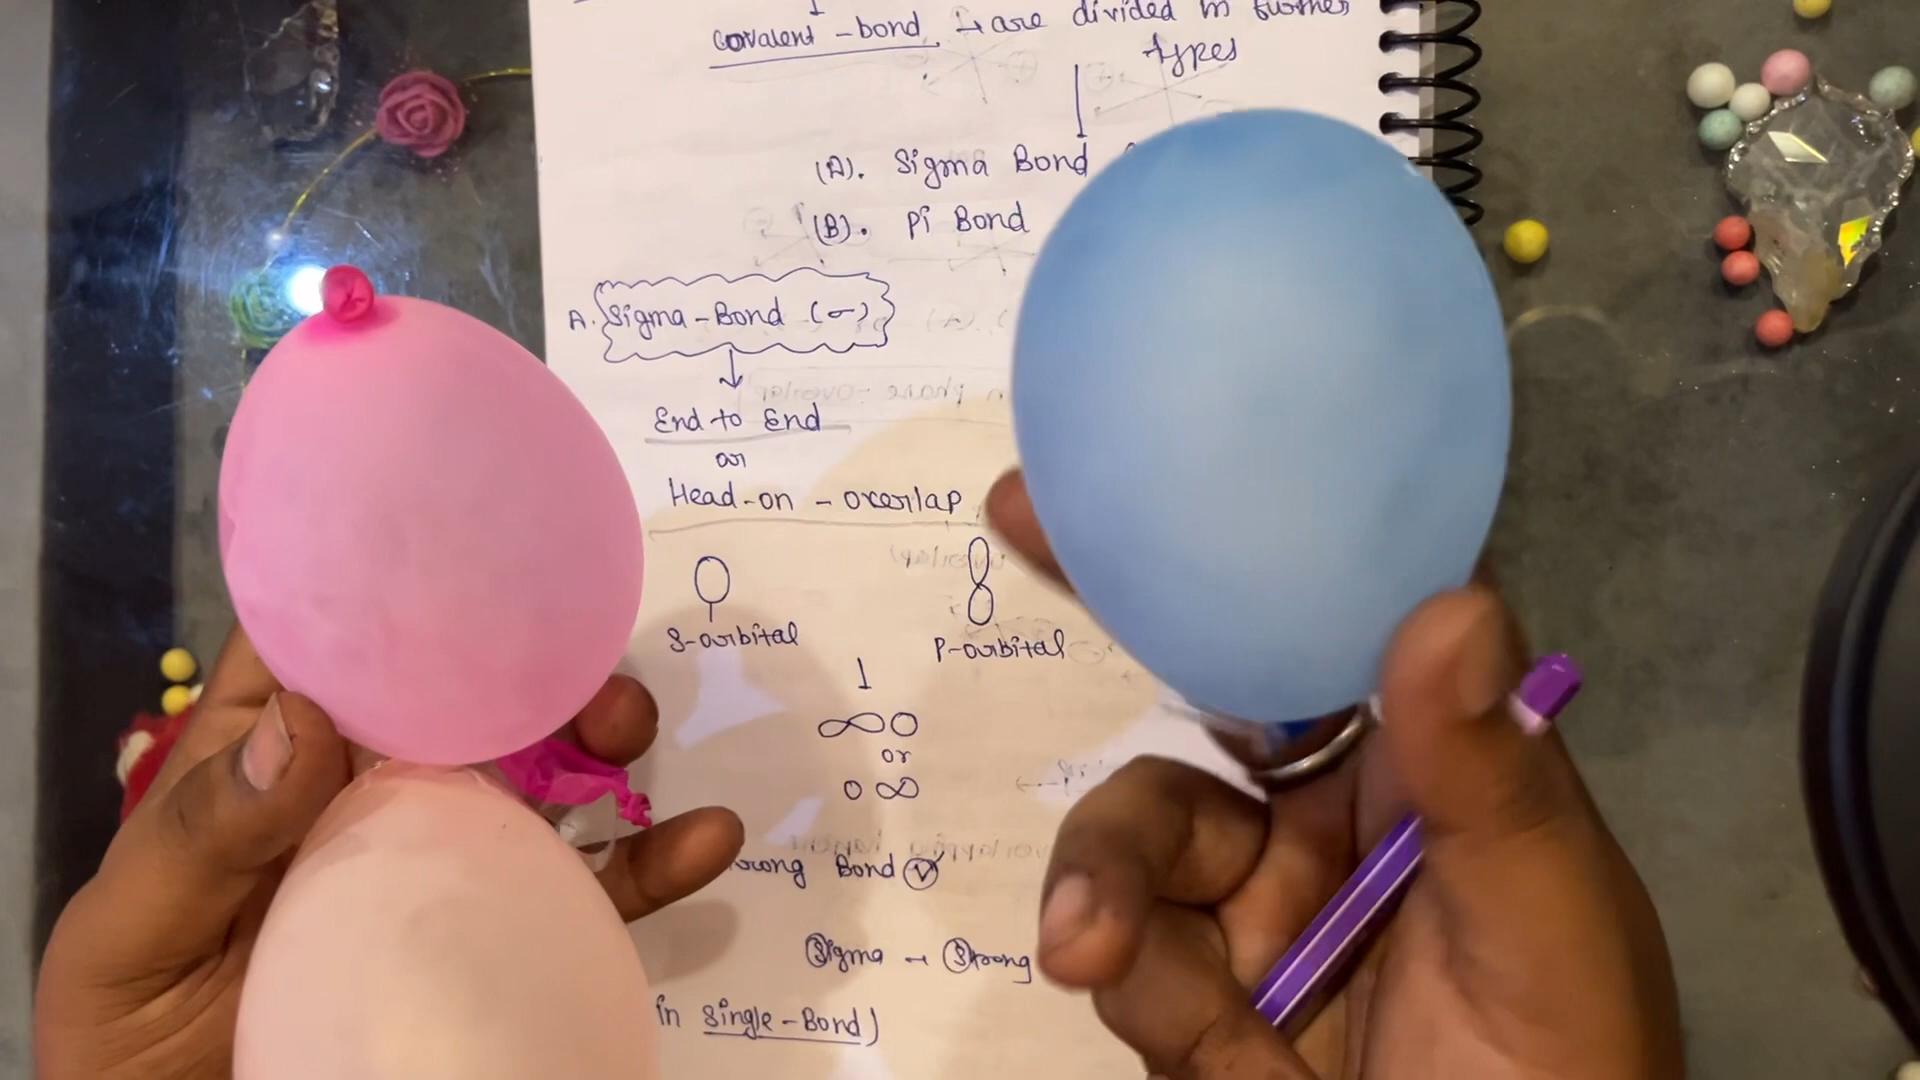 covalent - bond → are divided in further
types
(A). Sigma Bond
(B). Pi Bond
A. Sigma - Bond (σ)
End to End
or
Head-on - overlap
S-orbital P-orbital
or
Bond
Sigma → Strong
in Single-Bond)